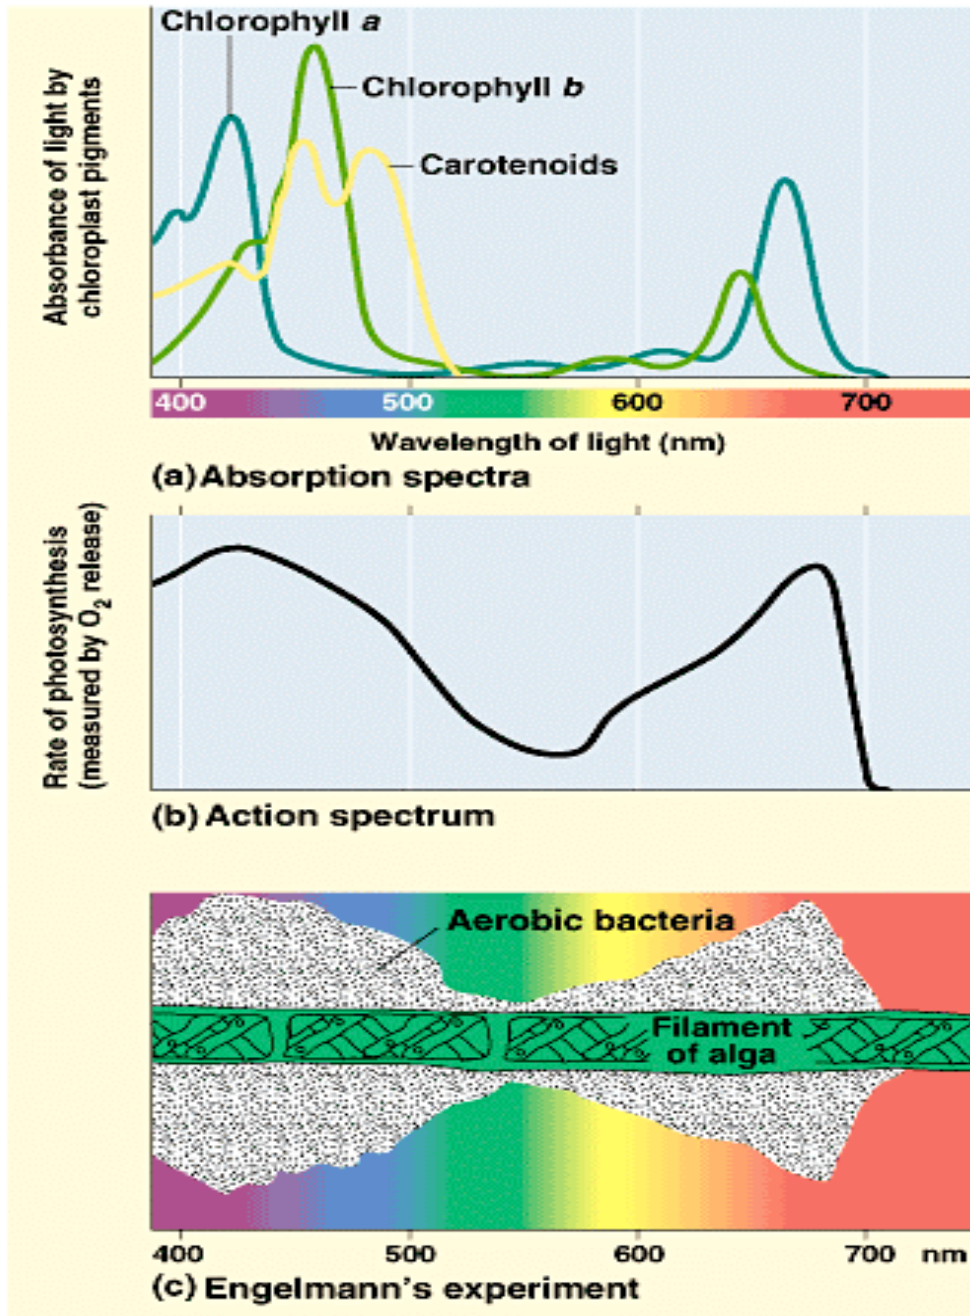 Chlorophyll a
Chlorophyll b
Carotenoids
Absorbance of light by
chloroplast pigments
400 500 600 700
Wavelength of light (nm)
(a) Absorption spectra
Rate of photosynthesis
(measured by O2 release)
(b) Action spectrum
Aerobic bacteria
Filament
of alga
400 500 600 700 nm
(c) Engelmann's experiment